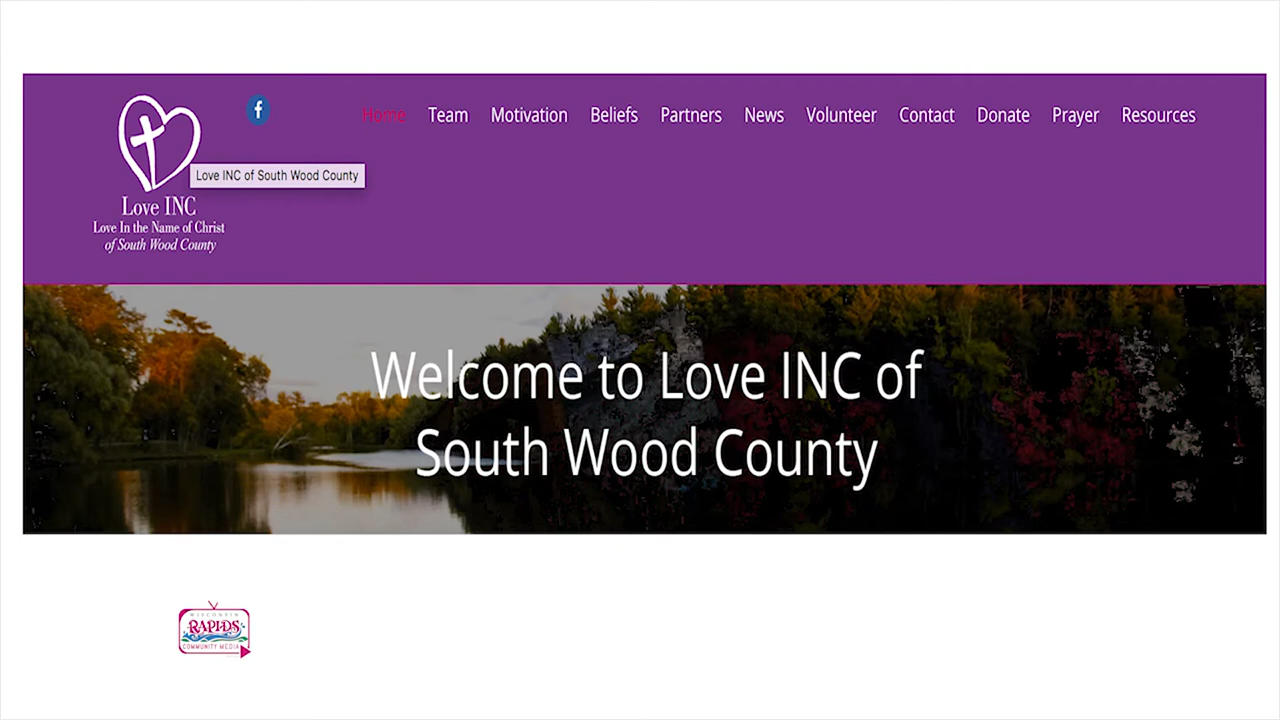 f
Home Team Motivation Beliefs Partners News Volunteer Contact Donate Prayer Resources
Love INC of South Wood County
Love INC
Love In the Name of Christ
of South Wood County
Welcome to Love INC of
South Wood County
WISCONSIN
RAPIDS
COMMUNITY MEDIA